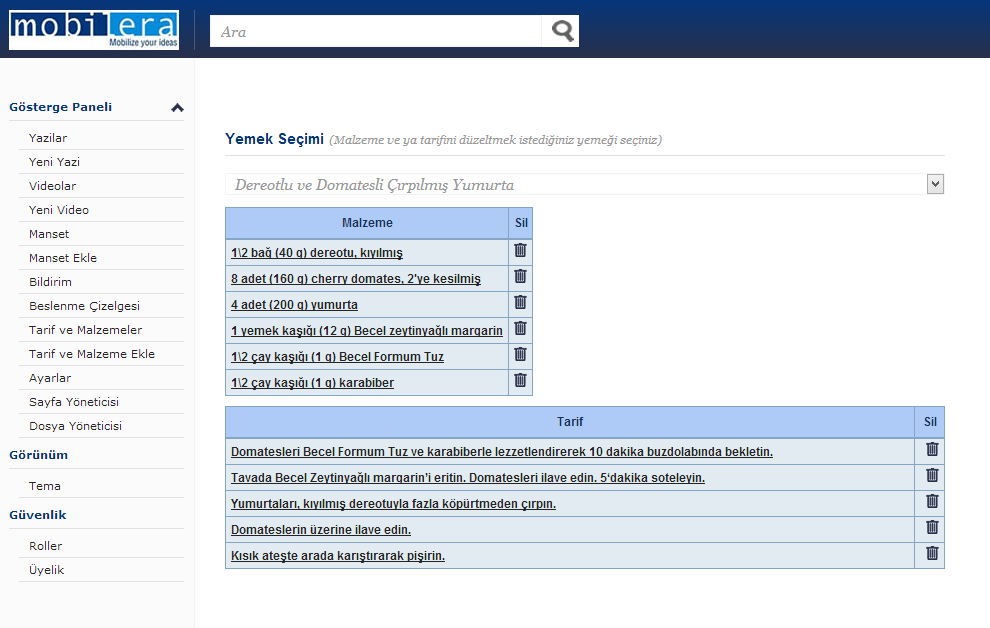 mobilera
Mobilize your ideas
Ara
Gösterge Paneli
Yazilar
Yeni Yazi
Videolar
Yeni Video
Manset
Manset Ekle
Bildirim
Beslenme Çizelgesi
Tarif ve Malzemeler
Tarif ve Malzeme Ekle
Ayarlar
Sayfa Yöneticisi
Dosya Yöneticisi
Görünüm
Tema
Güvenlik
Roller
Üyelik
Yemek Seçimi (Malzeme ve ya tarifini düzeltmek istediğiniz yemeği seçiniz)
Dereotlu ve Domatesli Çırpılmış Yumurta
Malzeme Sil
1\2 bağ (40 g) dereotu, kıyılmış
8 adet (160 g) cherry domates, 2'ye kesilmiş
4 adet (200 g) yumurta
1 yemek kaşığı (12 g) Becel zeytinyağlı margarin
1\2 çay kaşığı (1 g) Becel Formum Tuz
1\2 çay kaşığı (1 g) karabiber
Tarif Sil
Domatesleri Becel Formum Tuz ve karabiberle lezzetlendirerek 10 dakika buzdolabında bekletin.
Tavada Becel Zeytinyağlı margarin'i eritin. Domatesleri ilave edin. 5'dakika soteleyin.
Yumurtaları, kıyılmış dereotuyla fazla köpürtmeden çırpın.
Domateslerin üzerine ilave edin.
Kısık ateşte arada karıştırarak pişirin.